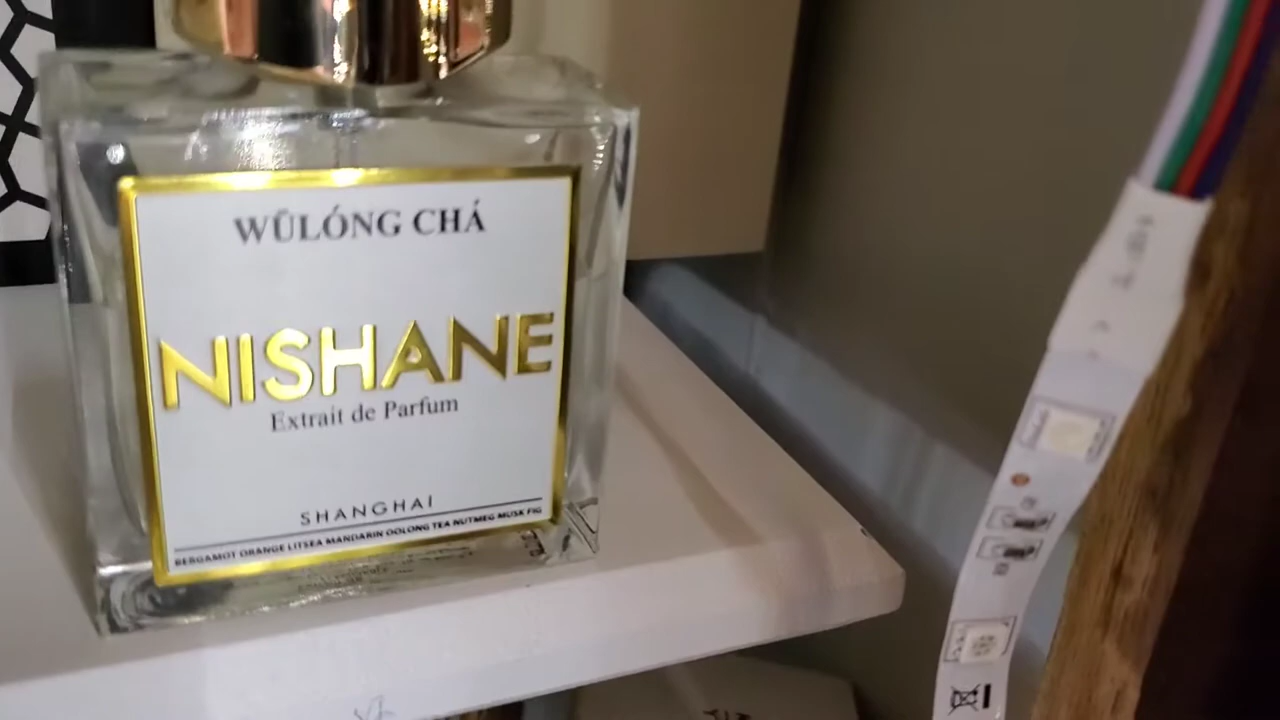 WŪLÓNG CHÁ
NISHANE
Extrait de Parfum
SHANGHAI
BERGAMOT ORANGE LITSEA MANDARIN OOLONG TEA NUTMEG MUSK FIG